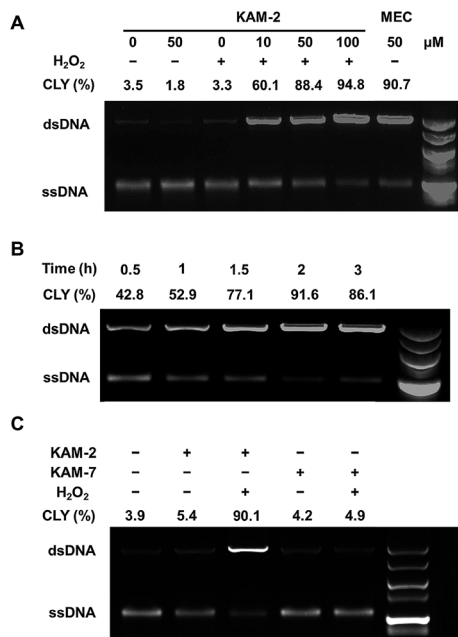 A
KAM-2 MEC
0 50 0 10 50 100 50 μM
H₂O₂ − − + + + + −
CLY (%) 3.5 1.8 3.3 60.1 88.4 94.8 90.7
dsDNA
ssDNA
B
Time (h) 0.5 1 1.5 2 3
CLY (%) 42.8 52.9 77.1 91.6 86.1
dsDNA
ssDNA
C
KAM-2 − + + − −
KAM-7 − − − + +
H₂O₂ − − + − +
CLY (%) 3.9 5.4 90.1 4.2 4.9
dsDNA
ssDNA